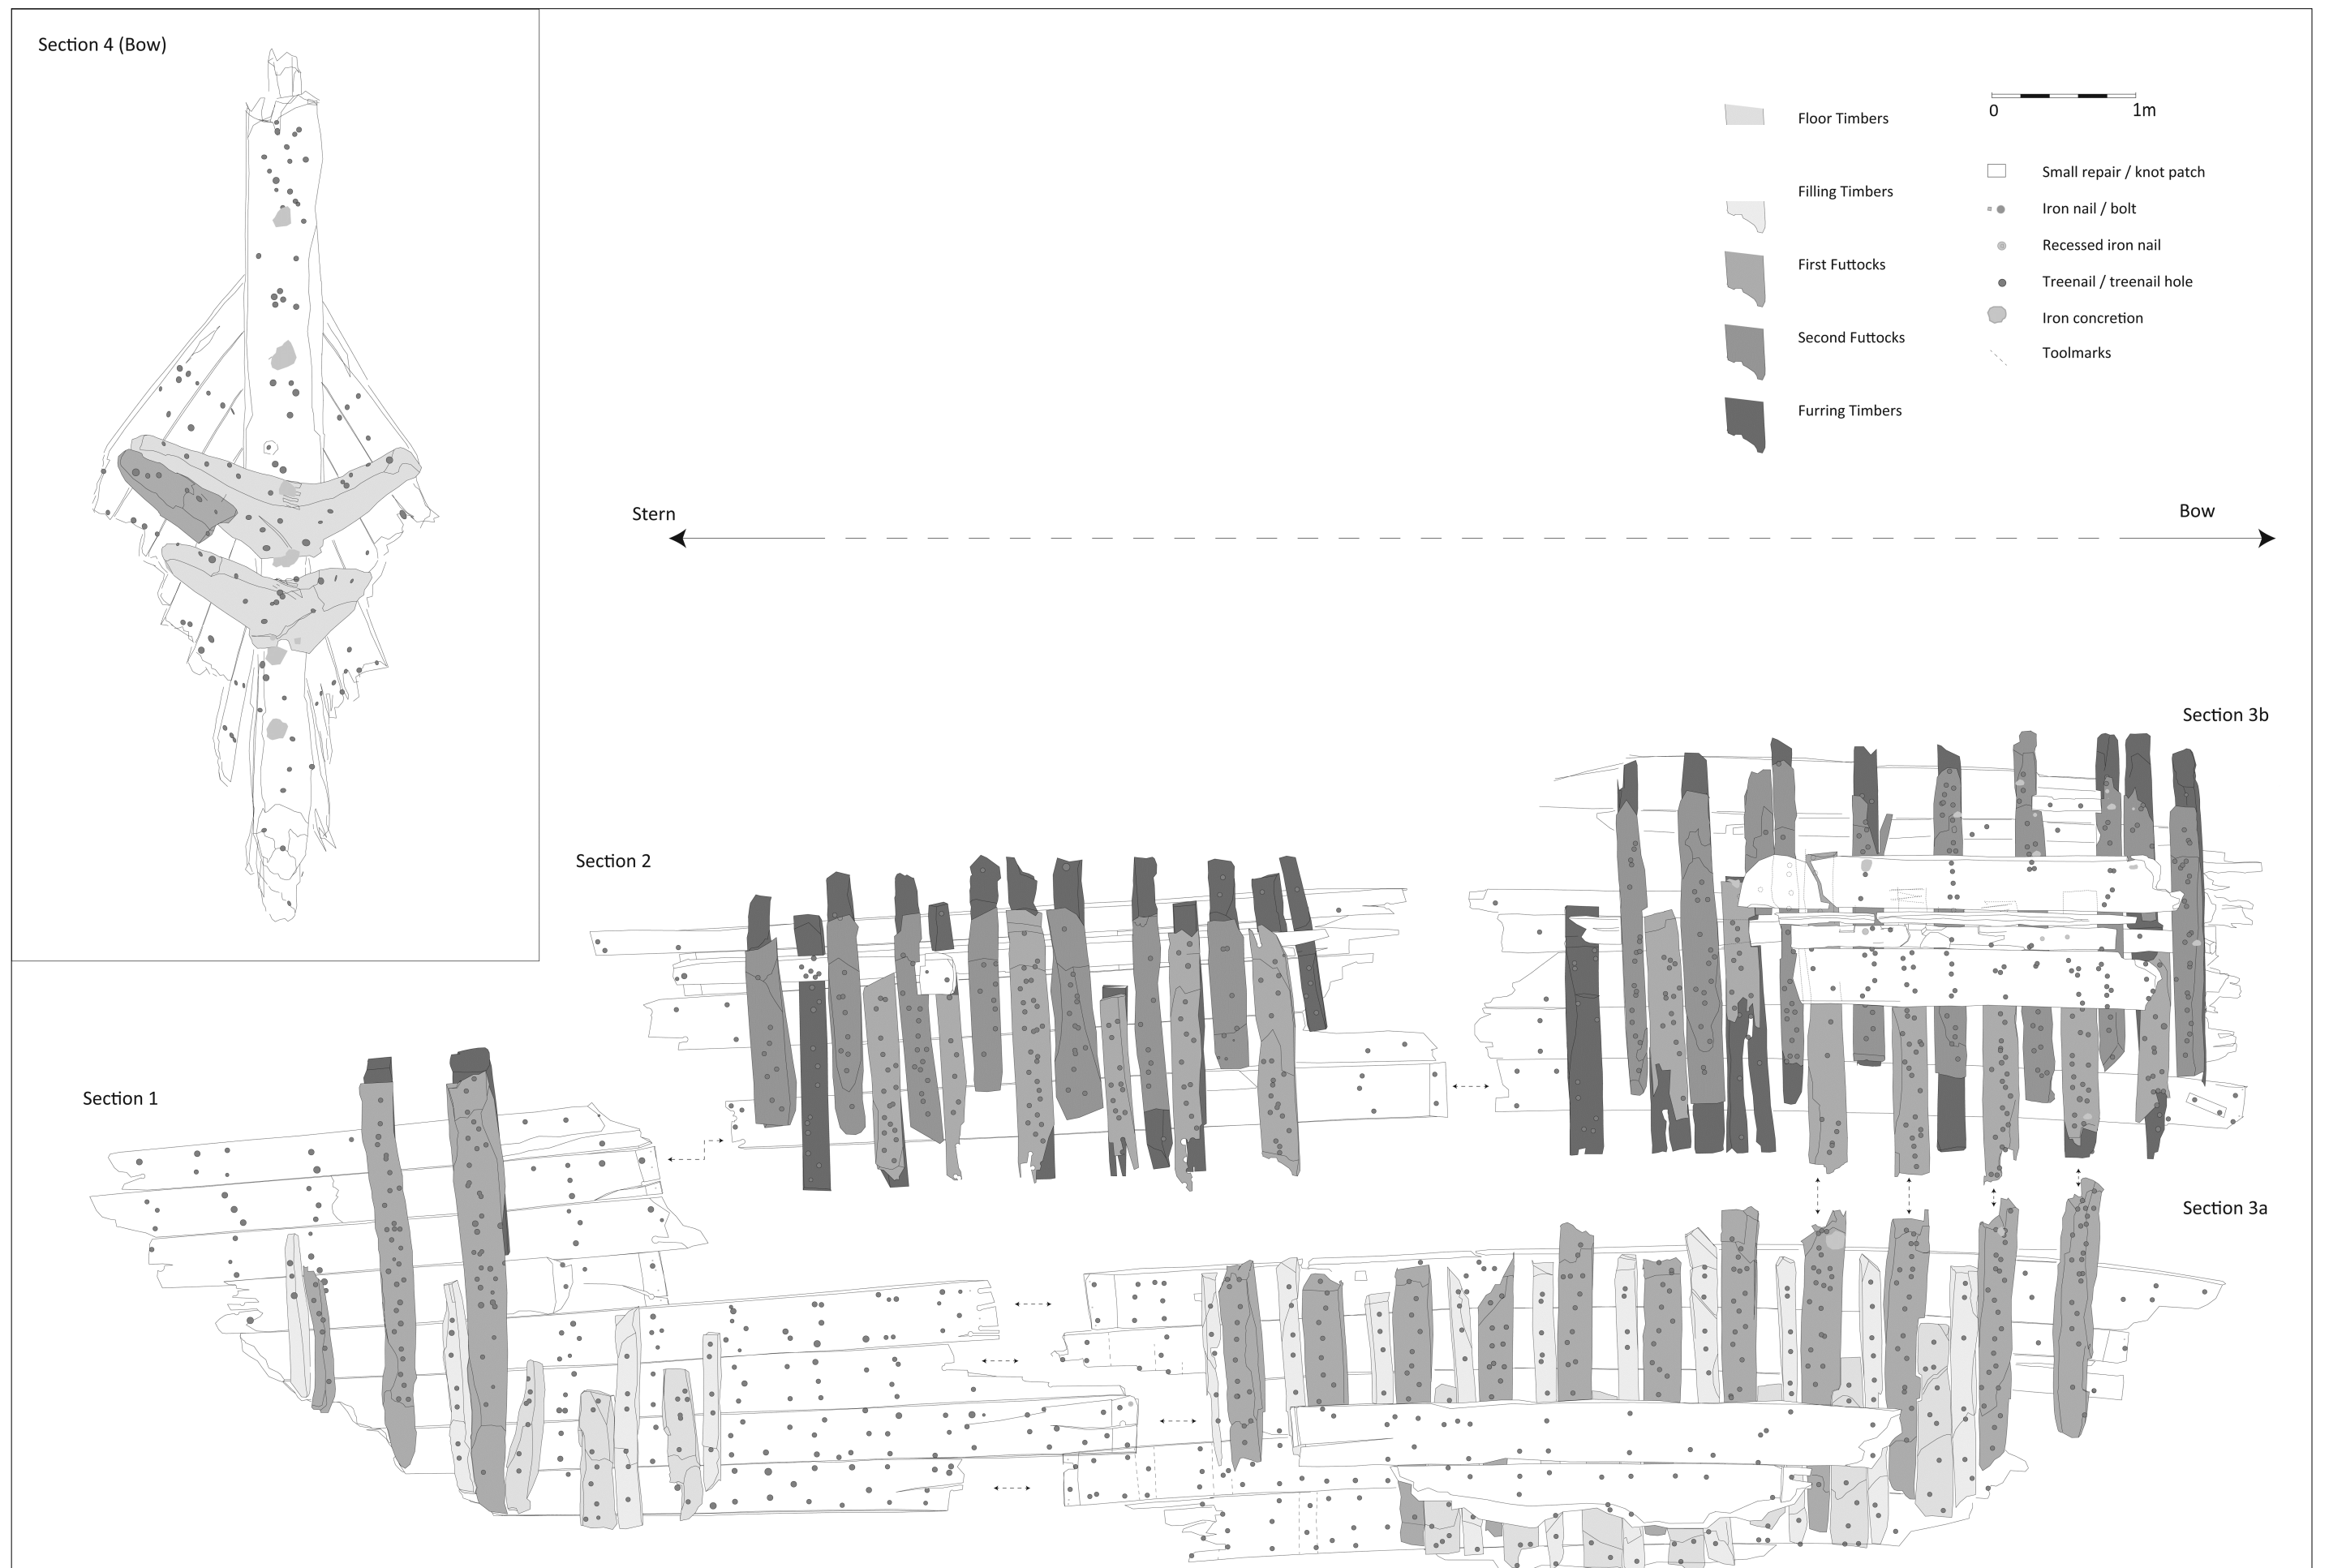 Section 4 (Bow)
Floor Timbers
Filling Timbers
First Futtocks
Second Futtocks
Furring Timbers
0 1m
Small repair / knot patch
Iron nail / bolt
Recessed iron nail
Treenail / treenail hole
Iron concretion
Toolmarks
Stern
Bow
Section 3b
Section 2
Section 1
Section 3a